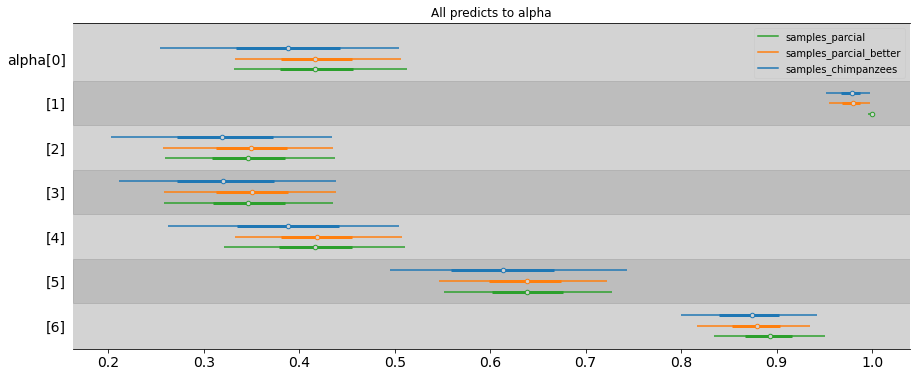 All predicts to alpha
samples_parcial
samples_parcial_better
samples_chimpanzees
alpha[0]
[1]
[2]
[3]
[4]
[5]
[6]
0.2 0.3 0.4 0.5 0.6 0.7 0.8 0.9 1.0